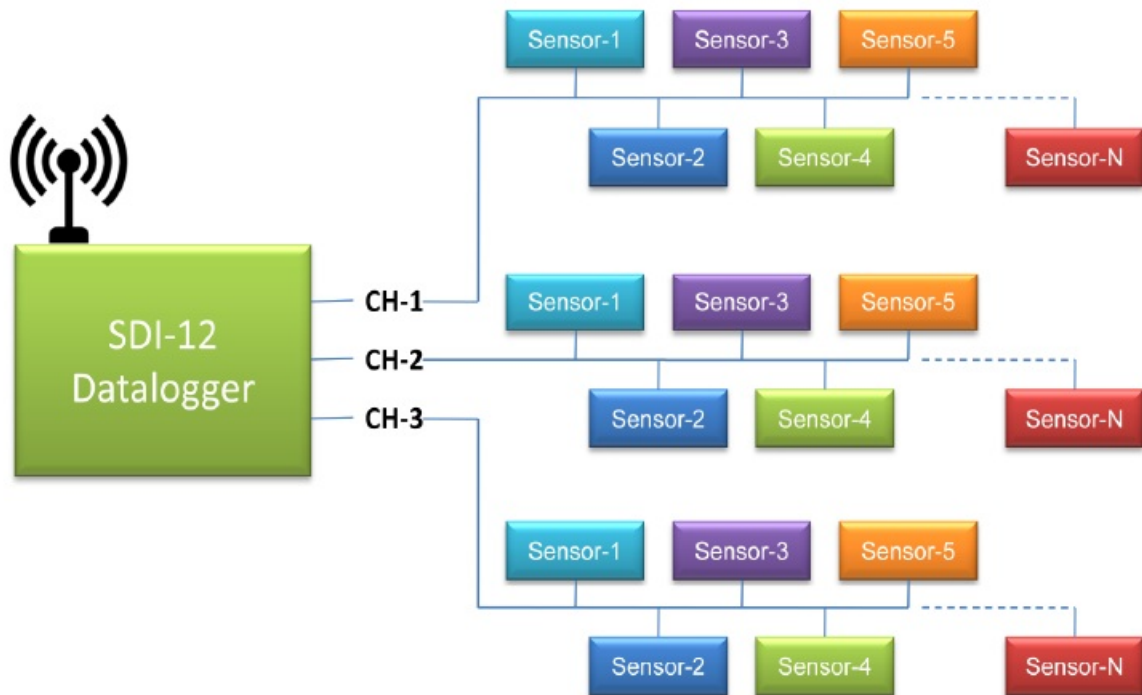 Sensor-1
Sensor-3
Sensor-5
Sensor-2
Sensor-4
Sensor-N
SDI-12
Datalogger
CH-1
CH-2
CH-3
Sensor-1
Sensor-3
Sensor-5
Sensor-2
Sensor-4
Sensor-N
Sensor-1
Sensor-3
Sensor-5
Sensor-2
Sensor-4
Sensor-N